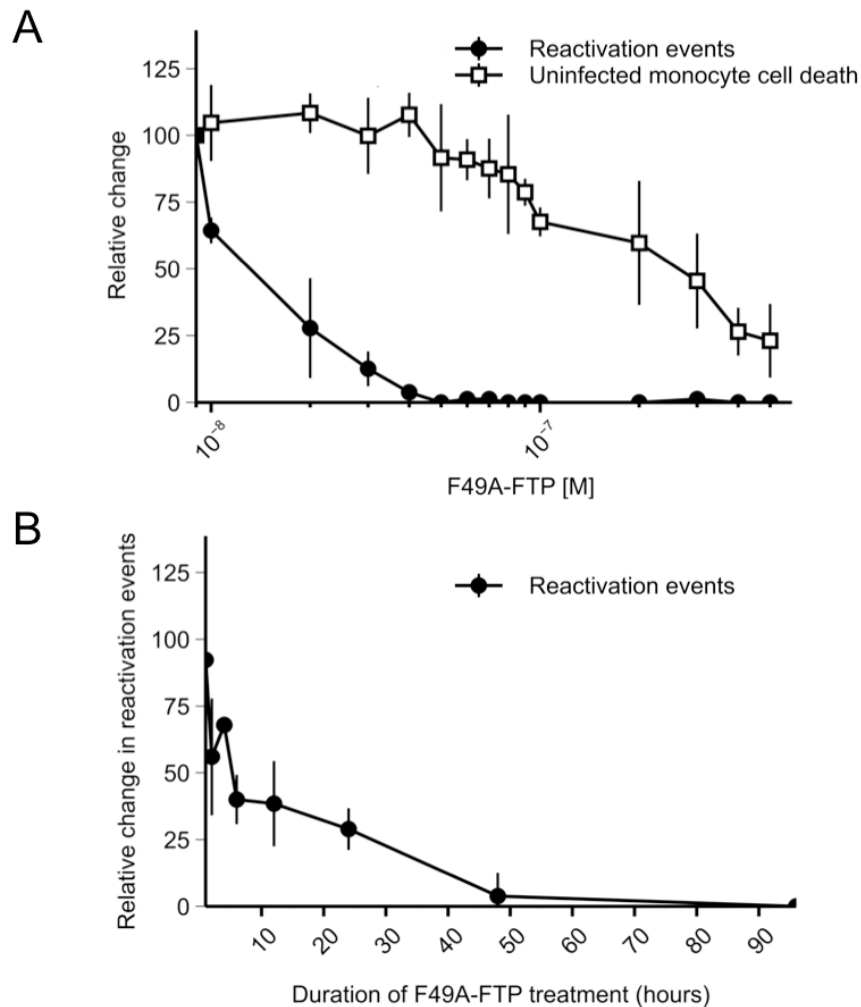 A
Reactivation events
Uninfected monocyte cell death
Relative change
125
100
75
50
25
0
10⁻⁸
10⁻⁷
F49A-FTP [M]
B
Reactivation events
Relative change in reactivation events
125
100
75
50
25
0
10
20
30
40
50
60
70
80
90
Duration of F49A-FTP treatment (hours)